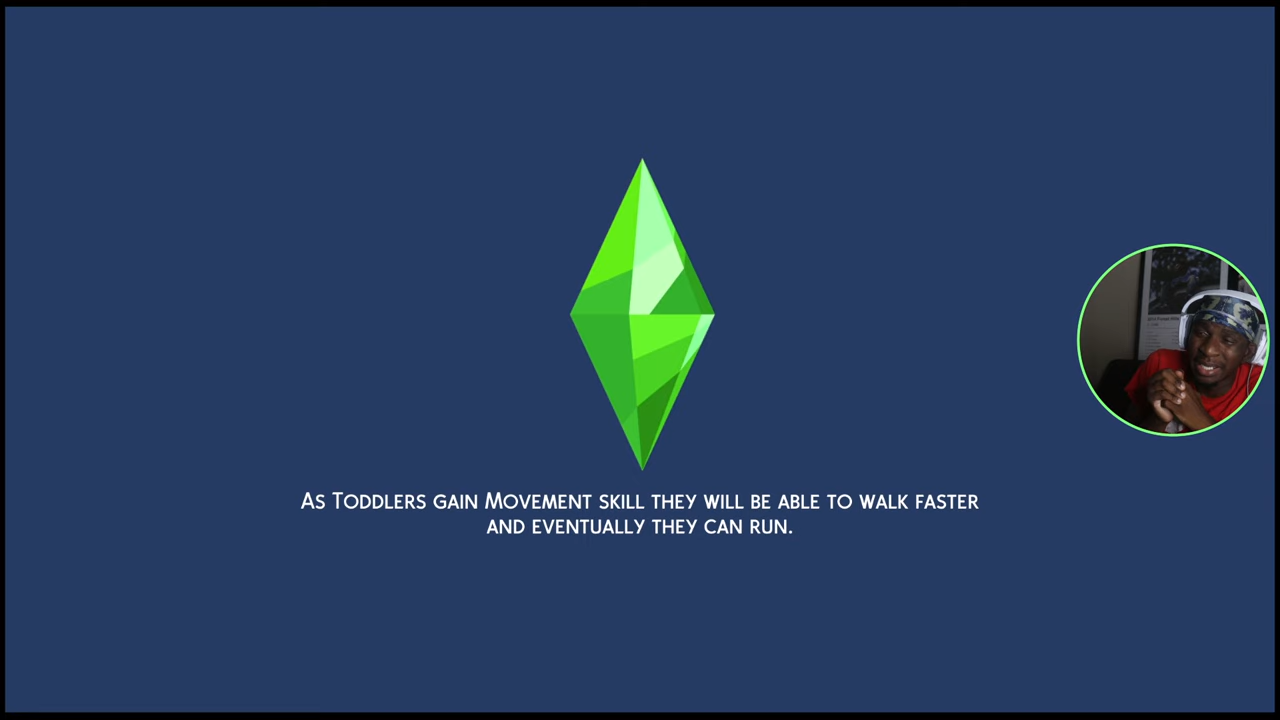 As Toddlers gain Movement skill they will be able to walk faster
and eventually they can run.